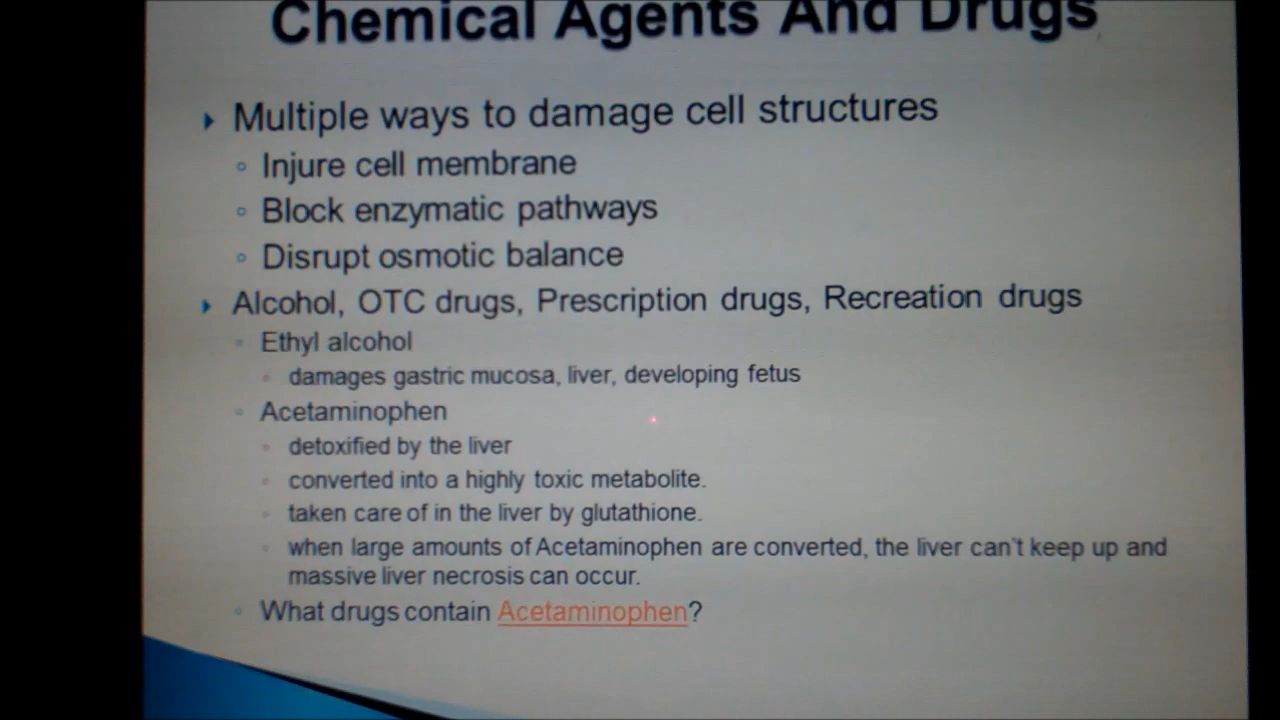 Chemical Agents And Drugs
Multiple ways to damage cell structures
Injure cell membrane
Block enzymatic pathways
Disrupt osmotic balance
Alcohol, OTC drugs, Prescription drugs, Recreation drugs
Ethyl alcohol
damages gastric mucosa, liver, developing fetus
Acetaminophen
detoxified by the liver
converted into a highly toxic metabolite.
taken care of in the liver by glutathione.
when large amounts of Acetaminophen are converted, the liver can't keep up and
massive liver necrosis can occur.
What drugs contain Acetaminophen?